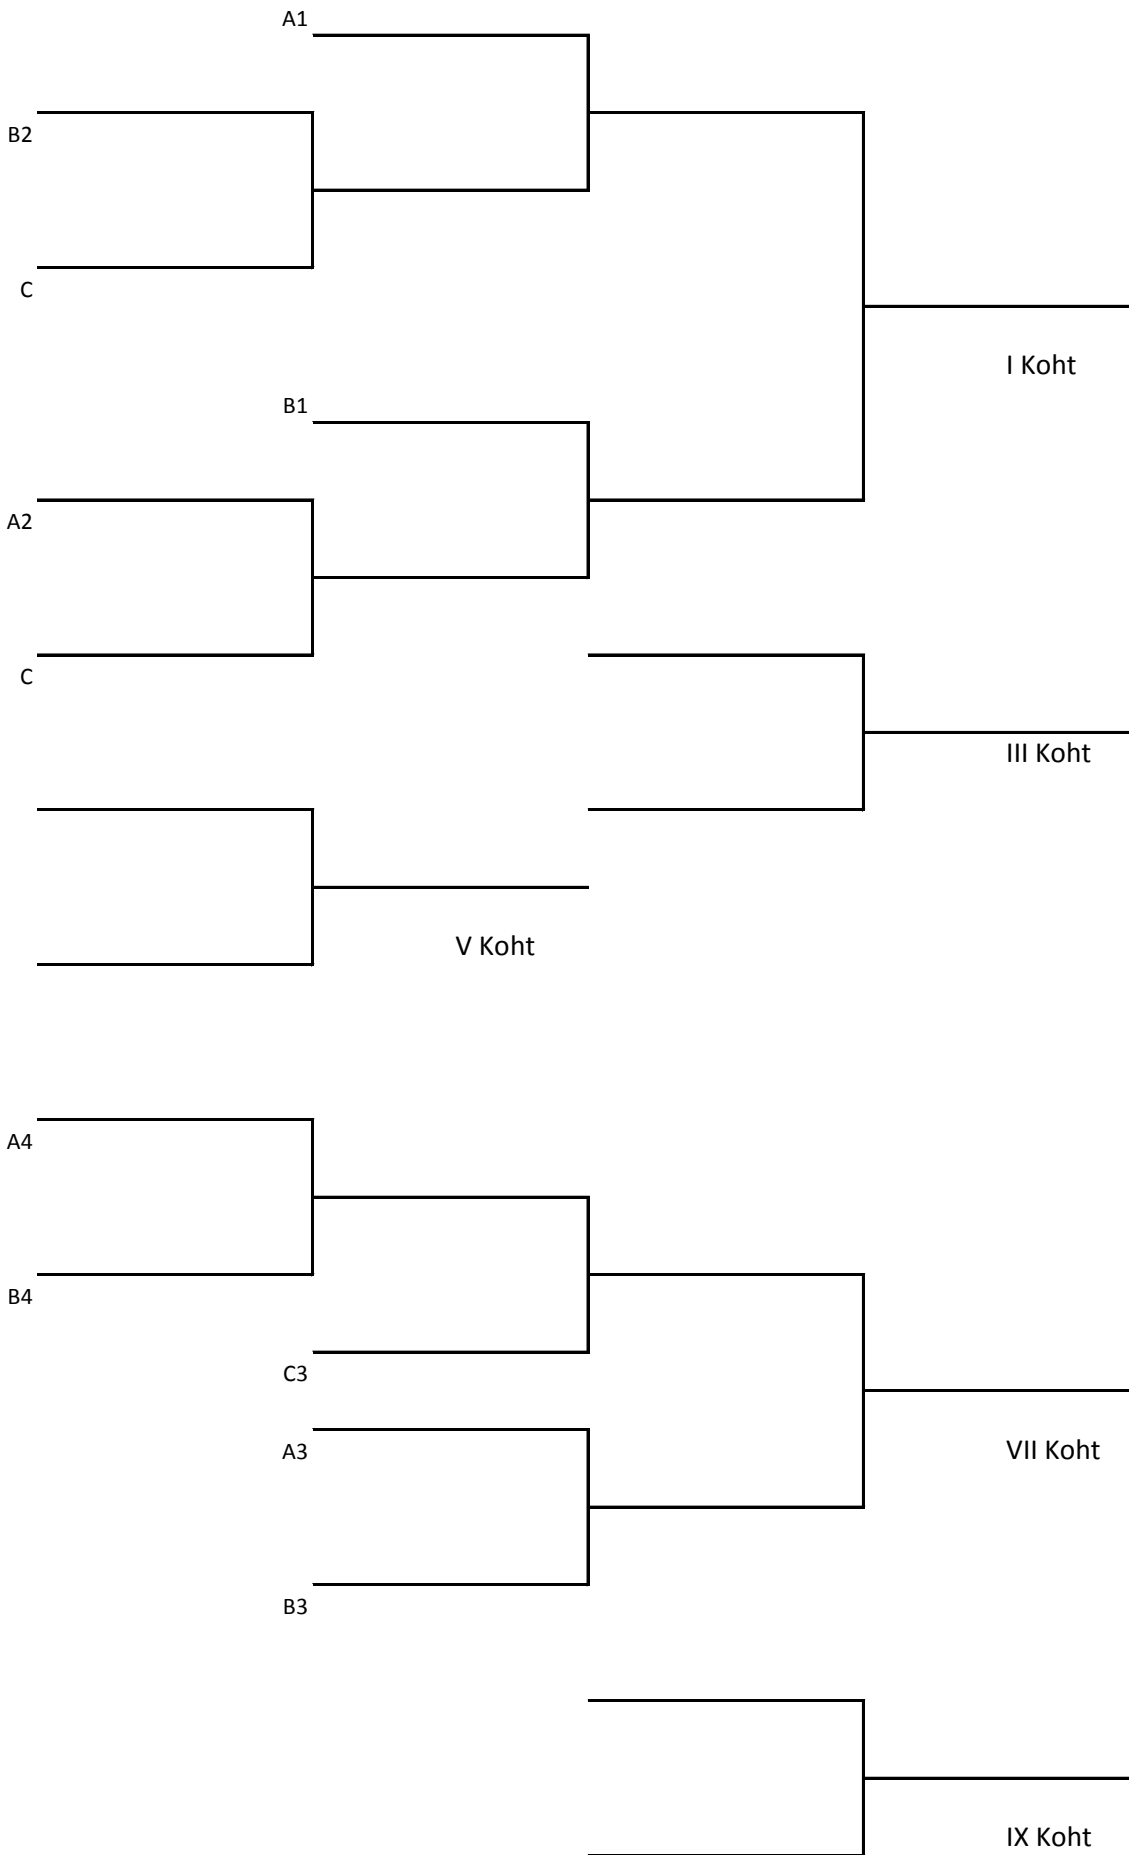 A1
B2
C
I Koht
B1
A2
C
III Koht
V Koht
A4
B4
C3
A3
VII Koht
B3
IX Koht